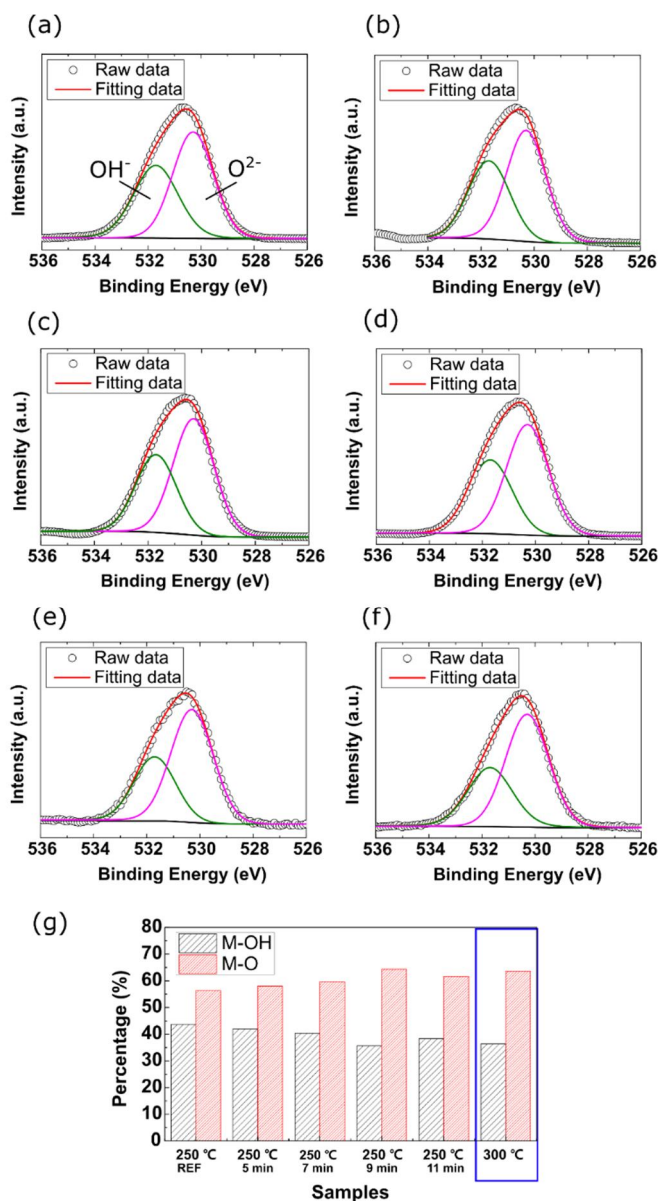 (a)
Raw data
Fitting data
OH-
O2-
Intensity (a.u.)
536 534 532 530 528 526
Binding Energy (eV)
(b)
Raw data
Fitting data
Intensity (a.u.)
536 534 532 530 528 526
Binding Energy (eV)
(c)
Raw data
Fitting data
Intensity (a.u.)
536 534 532 530 528 526
Binding Energy (eV)
(d)
Raw data
Fitting data
Intensity (a.u.)
536 534 532 530 528 526
Binding Energy (eV)
(e)
Raw data
Fitting data
Intensity (a.u.)
536 534 532 530 528 526
Binding Energy (eV)
(f)
Raw data
Fitting data
Intensity (a.u.)
536 534 532 530 528 526
Binding Energy (eV)
(g)
M-OH
M-O
Percentage (%)
80
70
60
50
40
30
20
10
0
250 ℃ 250 ℃ 250 ℃ 250 ℃ 250 ℃ 300 ℃
REF 5 min 7 min 9 min 11 min
Samples